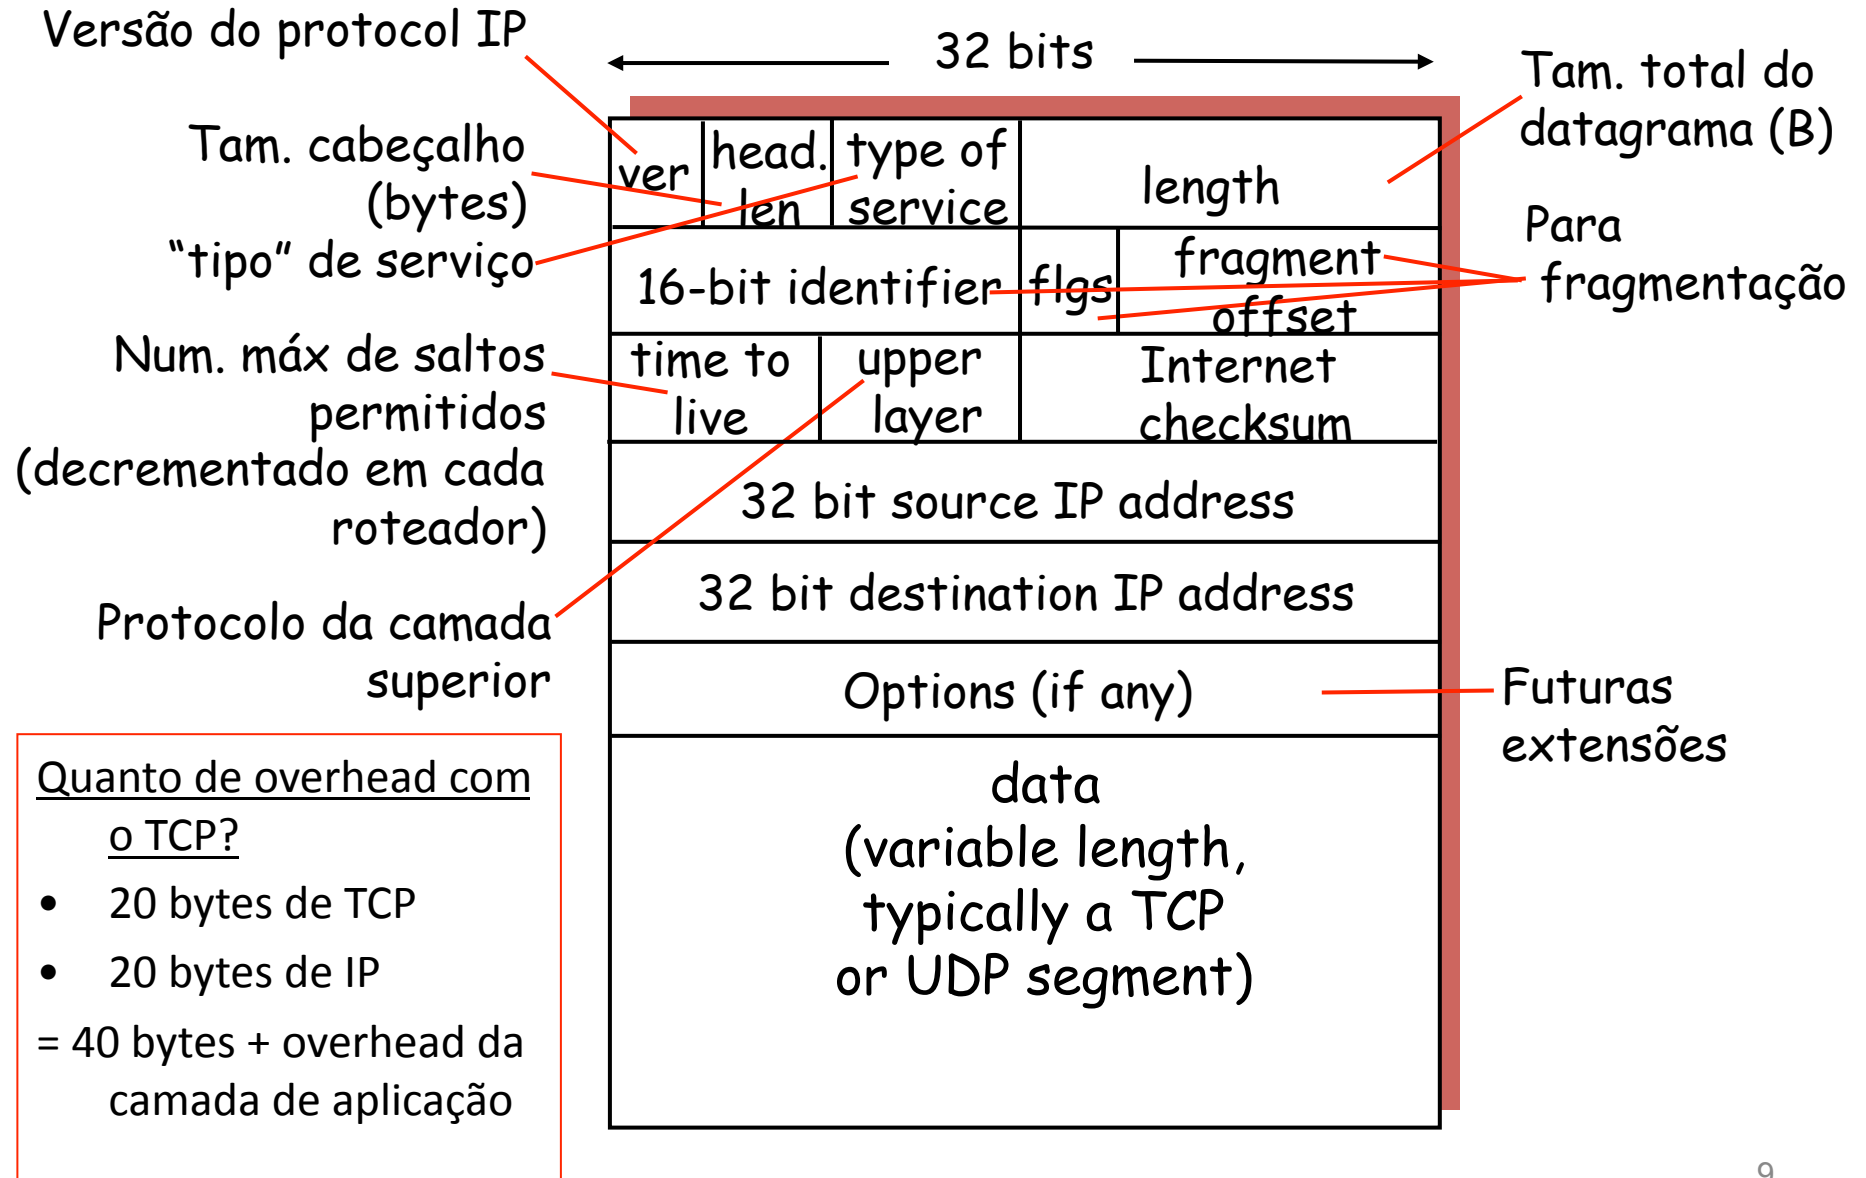 Versão do protocol IP
32 bits
Tam. total do
datagrama (B)
Tam. cabeçalho
(bytes)
"tipo" de serviço
ver
head.
len
type of
service
length
Para
fragmentação
16-bit identifier
flgs
fragment
offset
Num. máx de saltos
permitidos
(decrementado em cada
roteador)
time to
live
upper
layer
Internet
checksum
32 bit source IP address
32 bit destination IP address
Protocolo da camada
superior
Options (if any)
Futuras
extensões
data
(variable length,
typically a TCP
or UDP segment)
Quanto de overhead com
o TCP?
• 20 bytes de TCP
• 20 bytes de IP
= 40 bytes + overhead da
camada de aplicação
9